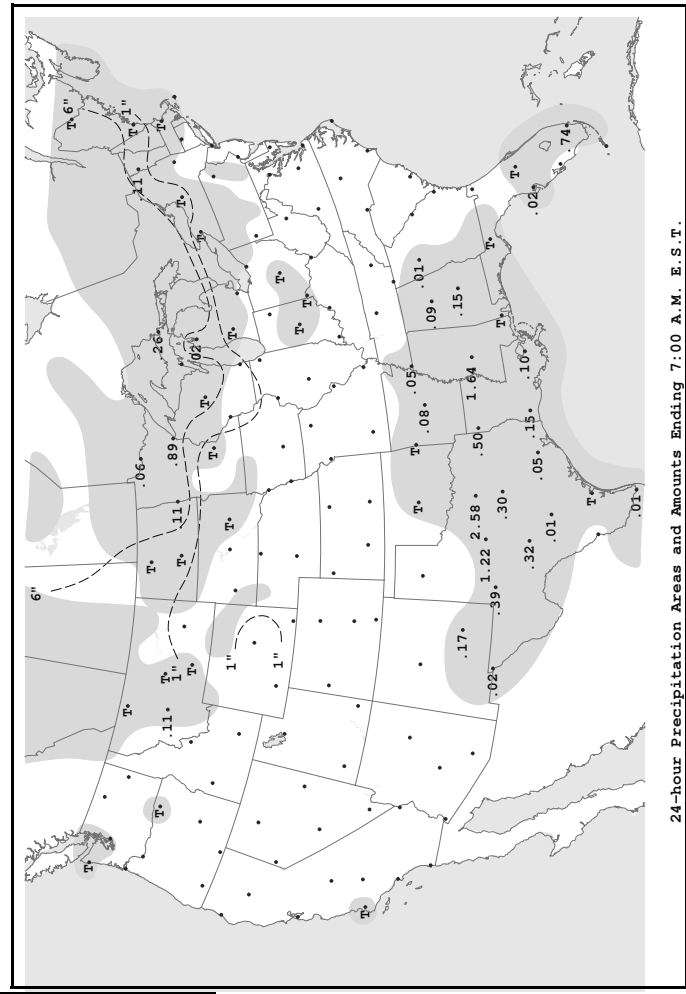 6"
6"
T
T
T
1"
T
.11
.06
T
.26
T
T
T
.11
.89
1"
.11
T
T
T
.02
T
T
T
T
T
1"
1"
T
T
T
T
.05
T
T
.01
.08
.09
.15
.17
1.64
2.58
.50
1.22
T
.02
.39
.30
T
T
.10
.32
.15
.02
.05
.01
.74
T
.01
24-hour Precipitation Areas and Amounts Ending 7:00 A.M. E.S.T.